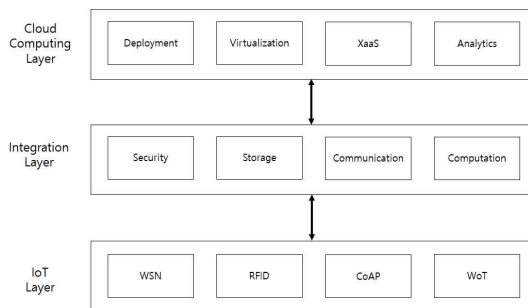 Cloud
Computing
Layer
Deployment
Virtualization
XaaS
Analytics
Integration
Layer
Security
Storage
Communication
Computation
IoT
Layer
WSN
RFID
CoAP
WoT